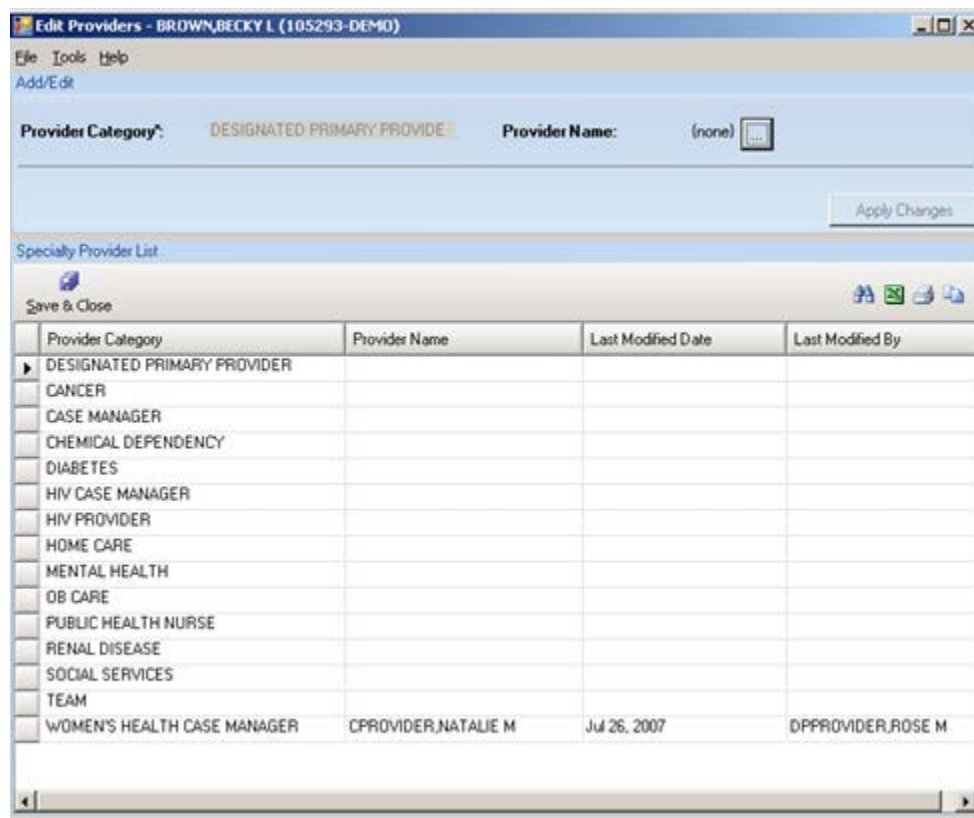 Edit Providers - BROWN,BECKY L (105293-DEMO)
File Tools Help
Add/Edit
Provider Category*: DESIGNATED PRIMARY PROVIDE Provider Name: (none) ...
Apply Changes
Specialty Provider List
Save & Close
Provider Category Provider Name Last Modified Date Last Modified By
DESIGNATED PRIMARY PROVIDER
CANCER
CASE MANAGER
CHEMICAL DEPENDENCY
DIABETES
HIV CASE MANAGER
HIV PROVIDER
HOME CARE
MENTAL HEALTH
OB CARE
PUBLIC HEALTH NURSE
RENAL DISEASE
SOCIAL SERVICES
TEAM
WOMEN'S HEALTH CASE MANAGER CPROVIDER,NATALIE M Jul 26, 2007 DPPROVIDER,ROSE M